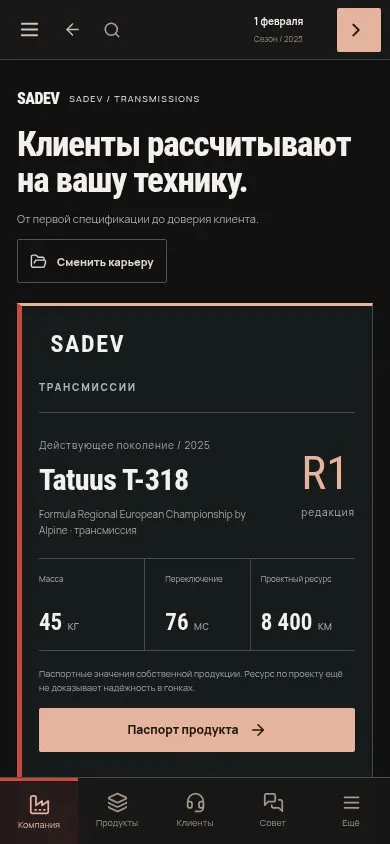 1 февраля
Сезон / 2025
SADEV SADEV / TRANSMISSIONS
Клиенты рассчитывают
на вашу технику.
От первой спецификации до доверия клиента.
Сменить карьеру
SADEV
ТРАНСМИССИИ
Действующее поколение / 2025
Tatuus T-318
R1
Formula Regional European Championship by
Alpine · трансмиссия
редакция
Масса
Переключение
Проектный ресурс
45 кг
76 мс
8 400 км
Паспортные значения собственной продукции. Ресурс по проекту ещё
не доказывает надёжность в гонках.
Паспорт продукта
Компания
Продукты
Клиенты
Совет
Ещё